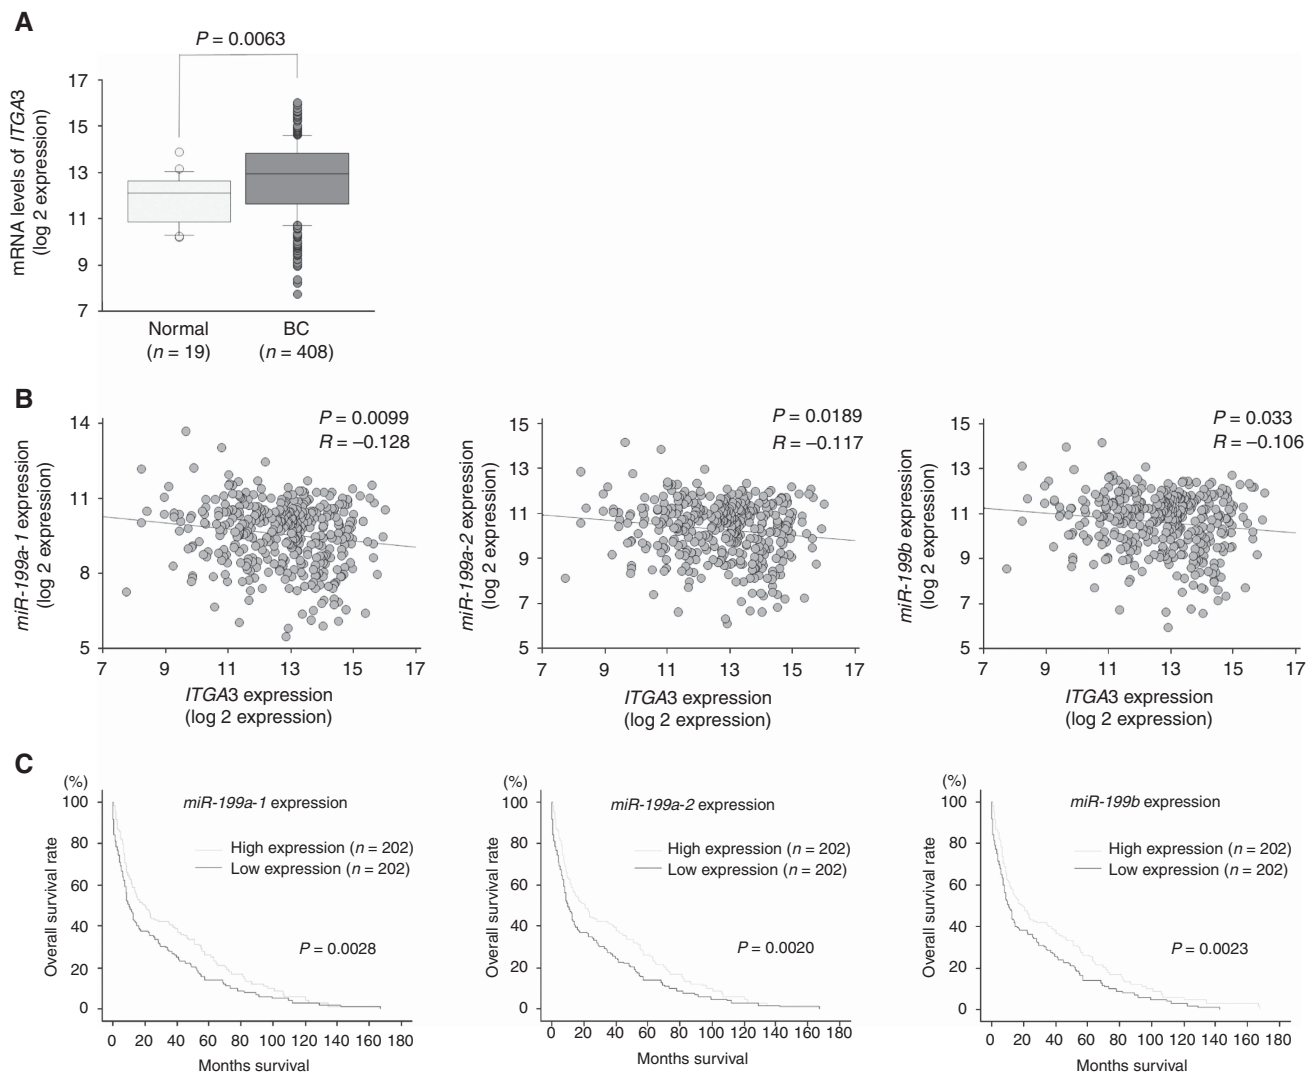 A
P = 0.0063
mRNA levels of ITGA3
(log 2 expression)
17
15
13
11
9
7
Normal
(n = 19)
BC
(n = 408)
B
miR-199a-1 expression
(log 2 expression)
14
11
8
5
P = 0.0099
R = –0.128
7 9 11 13 15 17
ITGA3 expression
(log 2 expression)
miR-199a-2 expression
(log 2 expression)
15
13
11
9
7
5
P = 0.0189
R = –0.117
7 9 11 13 15 17
ITGA3 expression
(log 2 expression)
miR-199b expression
(log 2 expression)
15
13
11
9
7
5
P = 0.033
R = –0.106
7 9 11 13 15 17
ITGA3 expression
(log 2 expression)
C
(%)
Overall survival rate
100
80
60
40
20
0
miR-199a-1 expression
High expression (n = 202)
Low expression (n = 202)
P = 0.0028
0 20 40 60 80 100 120 140 160 180
Months survival
(%)
Overall survival rate
100
80
60
40
20
0
miR-199a-2 expression
High expression (n = 202)
Low expression (n = 202)
P = 0.0020
0 20 40 60 80 100 120 140 160 180
Months survival
(%)
Overall survival rate
100
80
60
40
20
0
miR-199b expression
High expression (n = 202)
Low expression (n = 202)
P = 0.0023
0 20 40 60 80 100 120 140 160 180
Months survival